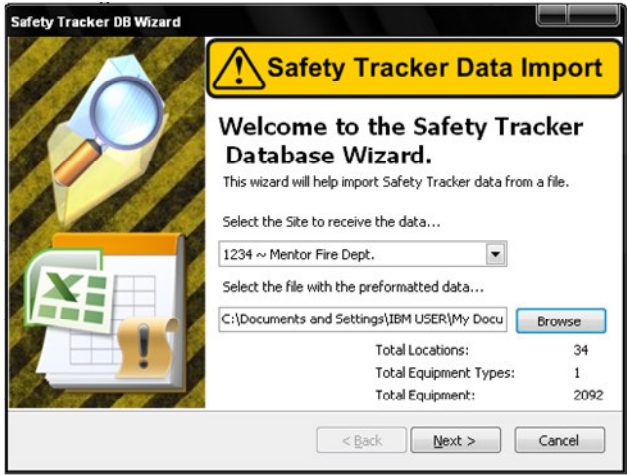 Safety Tracker DB Wizard
Safety Tracker Data Import
Welcome to the Safety Tracker
Database Wizard.
This wizard will help import Safety Tracker data from a file.
Select the Site to receive the data...
1234 ~ Mentor Fire Dept.
Select the file with the preformatted data...
C:\Documents and Settings\IBM USER\My Docu
Browse
Total Locations: 34
Total Equipment Types: 1
Total Equipment: 2092
< Back
Next >
Cancel